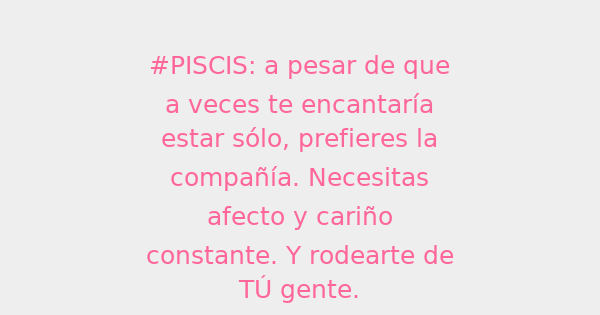 #PISCIS: a pesar de que
a veces te encantaría
estar sólo, prefieres la
compañía. Necesitas
afecto y cariño
constante. Y rodearte de
TÚ gente.